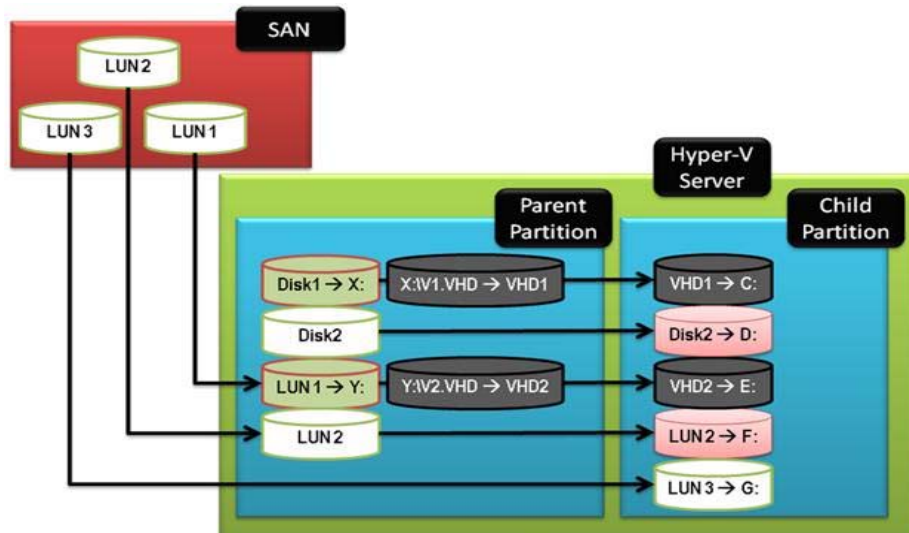 SAN
LUN 2
LUN 3
LUN 1
Hyper-V
Server
Parent
Partition
Child
Partition
Disk1 → X:
X:\V1.VHD → VHD1
VHD1 → C:
Disk2
Disk2 → D:
LUN 1 → Y:
Y:\V2.VHD → VHD2
VHD2 → E:
LUN 2
LUN 2 → F:
LUN 3 → G: